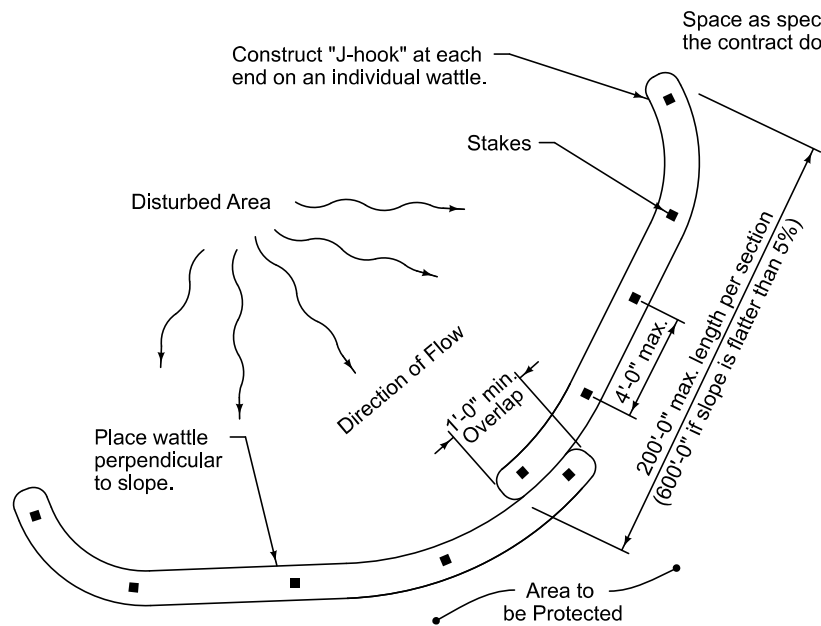 Space as spec
the contract do
Construct "J-hook" at each
end on an individual wattle.
Stakes
Disturbed Area
Direction of Flow
1'-0" min.
Overlap
4'-0" max.
200'-0" max. length per section
(600'-0" if slope is flatter than 5%)
Place wattle
perpendicular
to slope.
Area to
be Protected